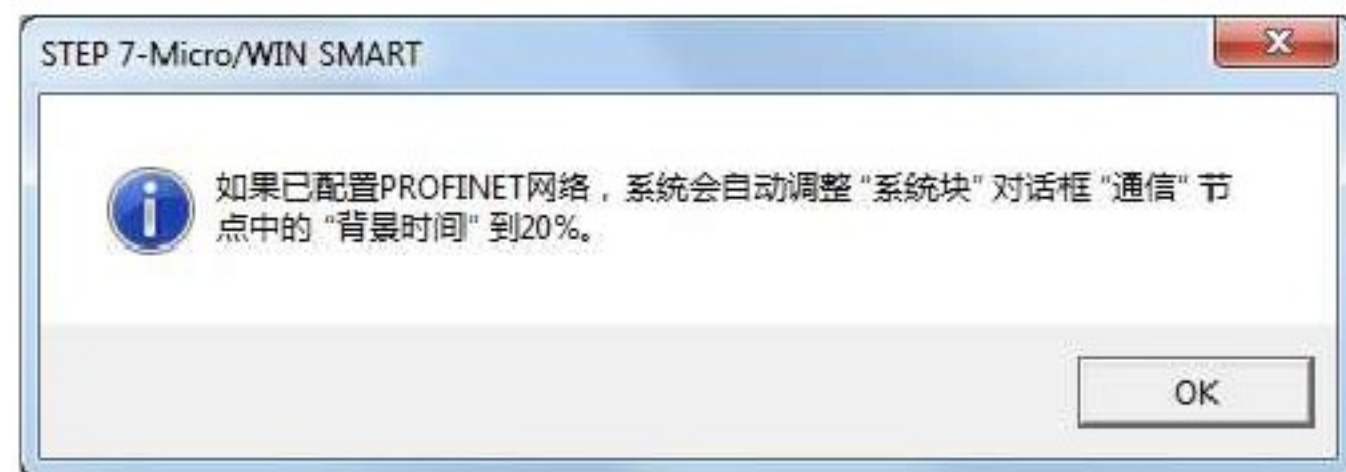 STEP 7-Micro/WIN SMART
如果已配置PROFINET网络，系统会自动调整 “系统块” 对话框 “通信” 节
点中的 “背景时间” 到20%。
OK